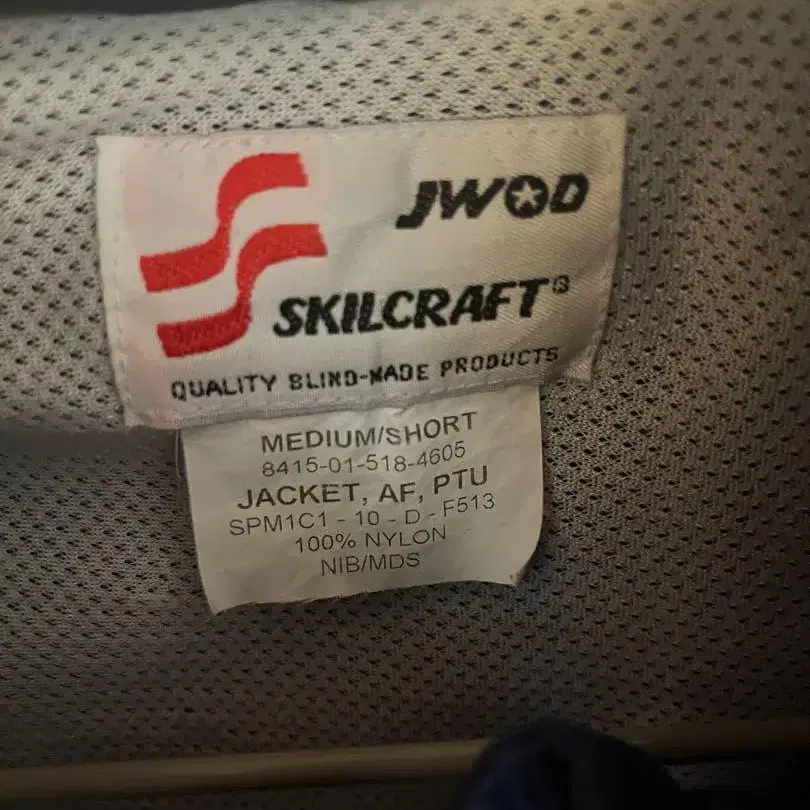 JWOD
SKILCRAFT®
QUALITY BLIND-MADE PRODUCTS
MEDIUM/SHORT
8415-01-518-4605
JACKET, AF, PTU
SPM1C1 - 10 - D - F513
100% NYLON
NIB/MDS